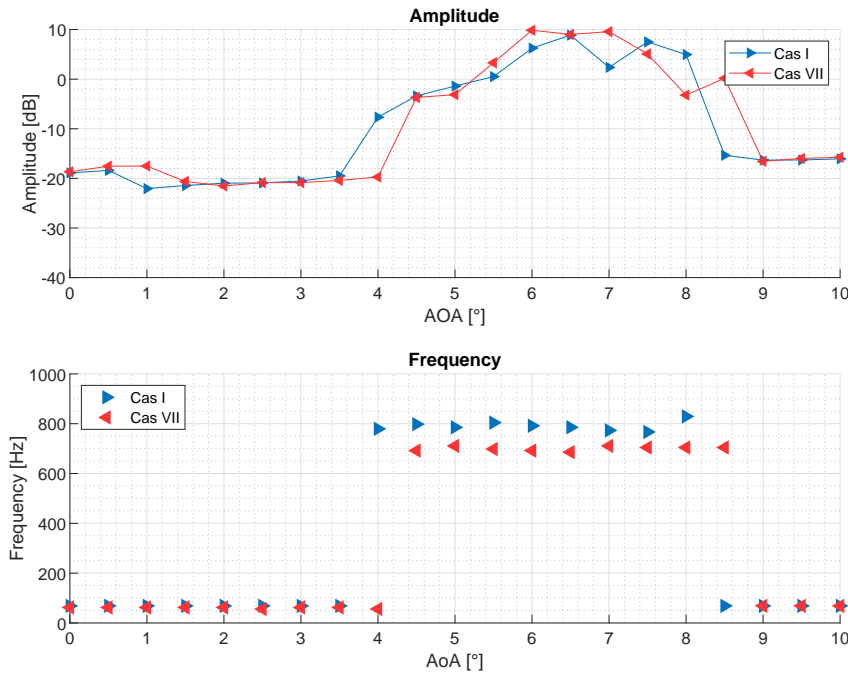 Amplitude
10
0
-10
-20
-30
-40
Amplitude [dB]
Cas I
Cas VII
0 1 2 3 4 5 6 7 8 9 10
AOA [°]
Frequency
1000
800
600
400
200
0
Frequency [Hz]
Cas I
Cas VII
0 1 2 3 4 5 6 7 8 9 10
AoA [°]